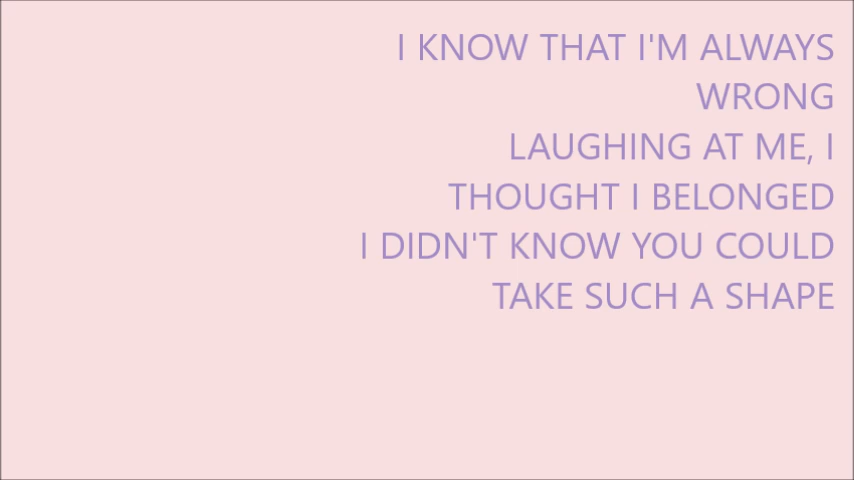 I KNOW THAT I'M ALWAYS
WRONG
LAUGHING AT ME, I
THOUGHT I BELONGED
I DIDN'T KNOW YOU COULD
TAKE SUCH A SHAPE